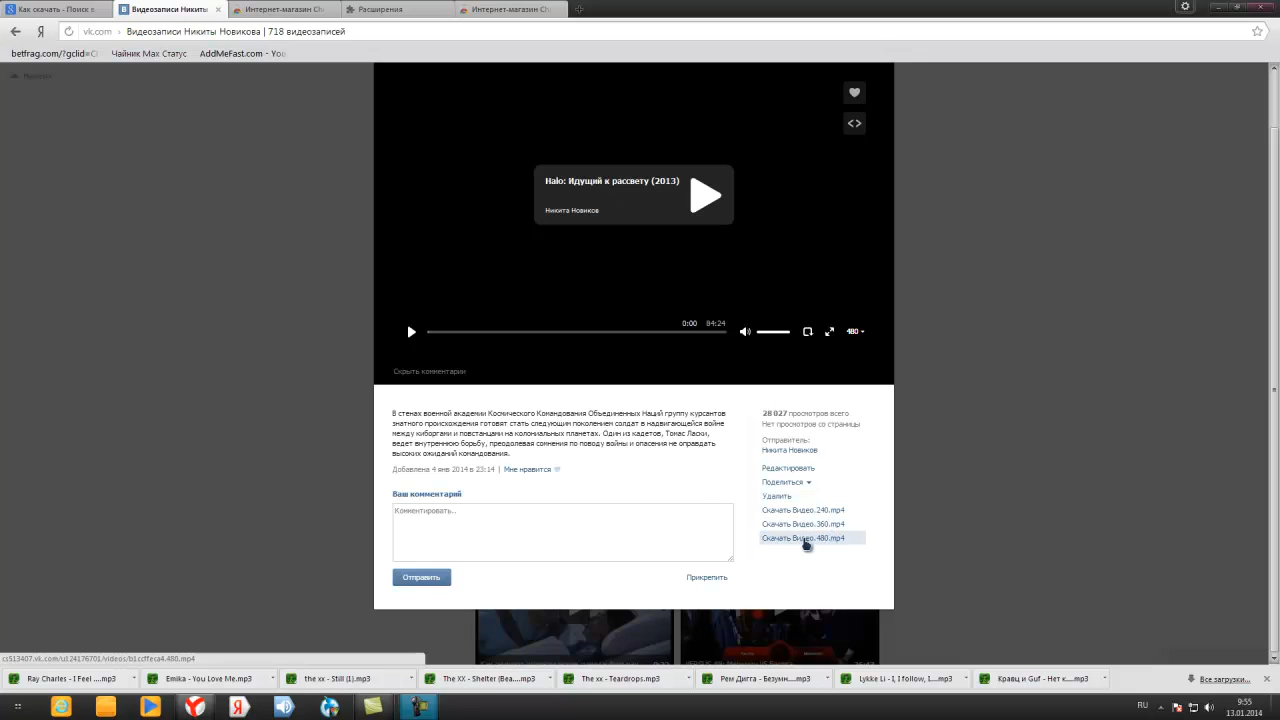 Как скачать - Поиск в
Видеозаписи Никиты
Интернет-магазин Ch
Расширения
Интернет-магазин Ch
Я
vk.com › Видеозаписи Никиты Новикова | 718 видеозаписей
betfrag.com/?gclid=C
Чайник Max Статус
AddMeFast.com - You
Halo: Идущий к рассвету (2013)
Никита Новиков
0:00 84:24
480
Скрыть комментарии
В стенах военной академии Космического Командования Объединенных Наций группу курсантов
знатного происхождения готовят стать следующим поколением солдат в надвигающейся войне
между киборгами и повстанцами на колониальных планетах. Один из кадетов, Томас Ласки,
ведет внутреннюю борьбу, преодолевая сомнения по поводу войны и опасения не оправдать
высоких ожиданий командования.
Добавлена 4 янв 2014 в 23:14 | Мне нравится
Ваш комментарий
Комментировать..
Отправить
Прикрепить
28 027 просмотров всего
Нет просмотров со страницы
Отправитель:
Никита Новиков
Редактировать
Поделиться
Удалить
Скачать Видео.240.mp4
Скачать Видео.360.mp4
Скачать Видео.480.mp4
cs513407.vk.com/u124176701/videos/b1ccffeca4.480.mp4
Ray Charles - I Feel ....mp3
Emika - You Love Me.mp3
the xx - Still (1).mp3
The XX - Shelter (Bea....mp3
The xx - Teardrops.mp3
Рем Дигга - Безумн....mp3
Lykke Li - I, I follow, I....mp3
Кравц и Guf - Нет к....mp3
Все загрузки...
RU
9:55
13.01.2014